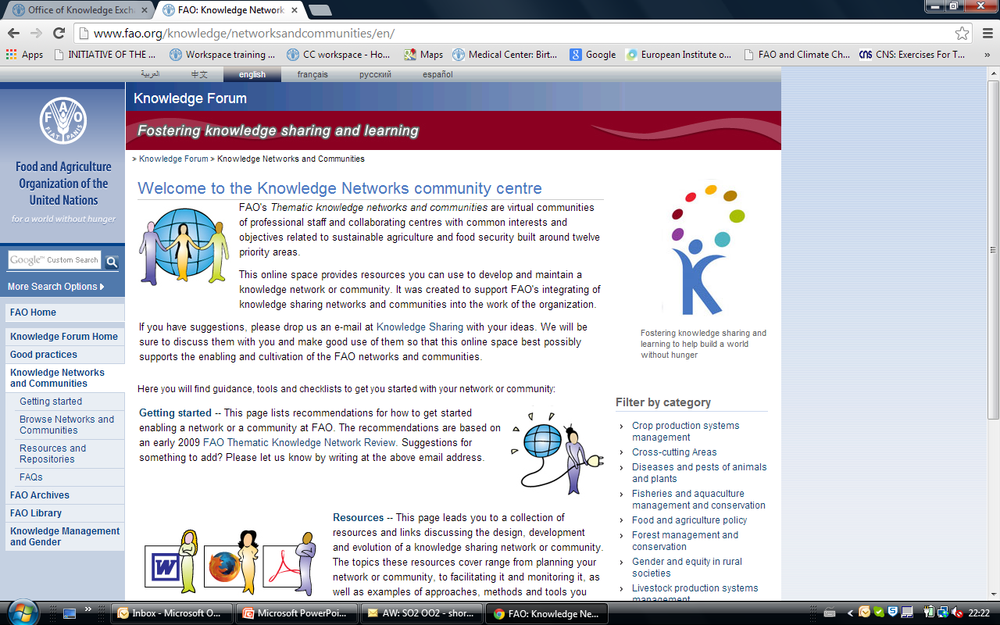 Office of Knowledge Exch
FAO: Knowledge Network
www.fao.org/knowledge/networksandcommunities/en/
Apps
INITIATIVE OF THE ...
Workspace training ...
CC workspace - Ho...
Maps
Medical Center: Birt...
Google
European Institute o...
FAO and Climate Ch...
CNS: Exercises For T...
»
العربية
中文
english
français
русский
español
Knowledge Forum
Fostering knowledge sharing and learning
FAO
FIAT PANIS
Food and Agriculture
Organization of the
United Nations
for a world without hunger
Google™ Custom Search
More Search Options
FAO Home
Knowledge Forum Home
Good practices
Knowledge Networks
and Communities
Getting started
Browse Networks and
Communities
Resources and
Repositories
FAQs
FAO Archives
FAO Library
Knowledge Management
and Gender
> Knowledge Forum > Knowledge Networks and Communities
Welcome to the Knowledge Networks community centre
FAO's Thematic knowledge networks and communities are virtual communities
of professional staff and collaborating centres with common interests and
objectives related to sustainable agriculture and food security built around twelve
priority areas.
This online space provides resources you can use to develop and maintain a
knowledge network or community. It was created to support FAO's integrating of
knowledge sharing networks and communities into the work of the organization.
If you have suggestions, please drop us an e-mail at Knowledge Sharing with your ideas. We will be
sure to discuss them with you and make good use of them so that this online space best possibly
supports the enabling and cultivation of the FAO networks and communities.
Here you will find guidance, tools and checklists to get you started with your network or community:
Getting started -- This page lists recommendations for how to get started
enabling a network or a community at FAO. The recommendations are based on
an early 2009 FAO Thematic Knowledge Network Review. Suggestions for
something to add? Please let us know by writing at the above email address.
W
Resources -- This page leads you to a collection of
resources and links discussing the design, development
and evolution of a knowledge sharing network or community.
The topics these resources cover range from planning your
network or community, to facilitating it and monitoring it, as
well as examples of approaches, methods and tools you
K
Fostering knowledge sharing and
learning to help build a world
without hunger
Filter by category
Crop production systems
management
Cross-cutting Areas
Diseases and pests of animals
and plants
Fisheries and aquaculture
management and conservation
Food and agriculture policy
Forest management and
conservation
Gender and equity in rural
societies
Livestock production systems
management
»
Inbox - Microsoft O...
Microsoft PowerPoi...
AW: SO2 OO2 - shor...
FAO: Knowledge Ne...
22:22